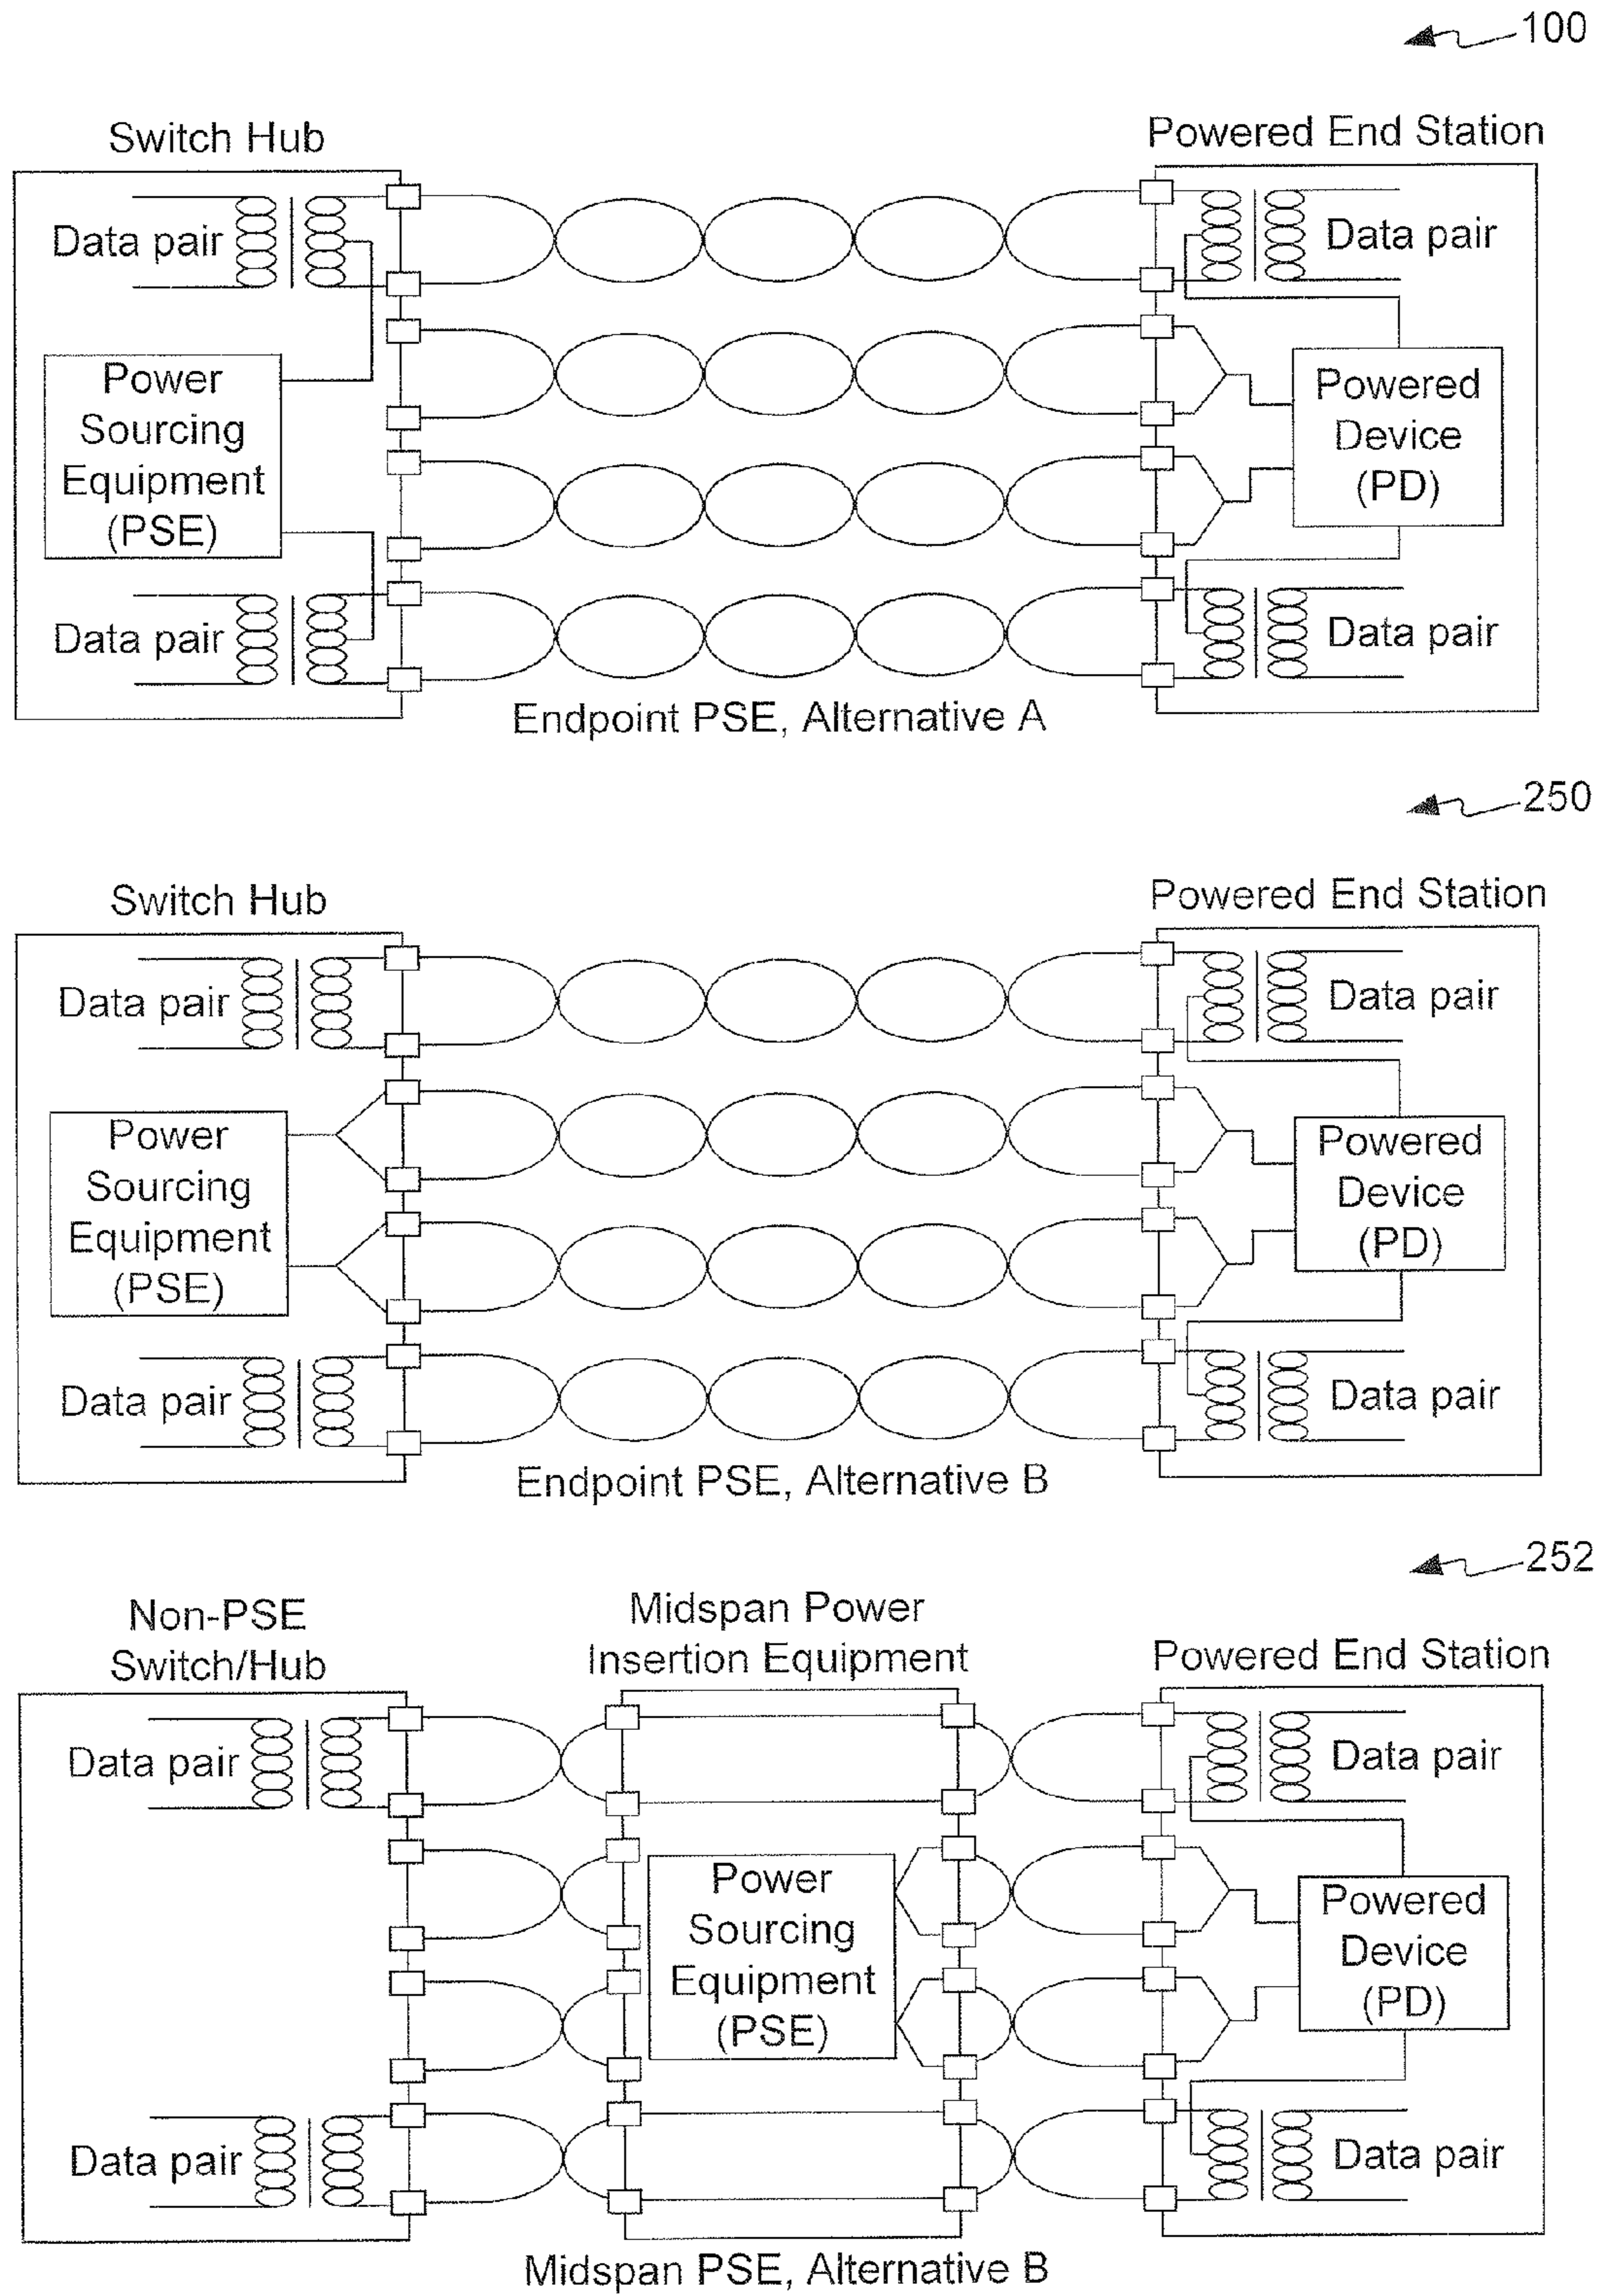 100
Switch Hub
Powered End Station
Data pair
Data pair
Power
Sourcing
Equipment
(PSE)
Powered
Device
(PD)
Data pair
Data pair
Endpoint PSE, Alternative A
250
Switch Hub
Powered End Station
Data pair
Data pair
Power
Sourcing
Equipment
(PSE)
Powered
Device
(PD)
Data pair
Data pair
Endpoint PSE, Alternative B
252
Non-PSE
Switch/Hub
Midspan Power
Insertion Equipment
Powered End Station
Data pair
Data pair
Power
Sourcing
Equipment
(PSE)
Powered
Device
(PD)
Data pair
Data pair
Midspan PSE, Alternative B